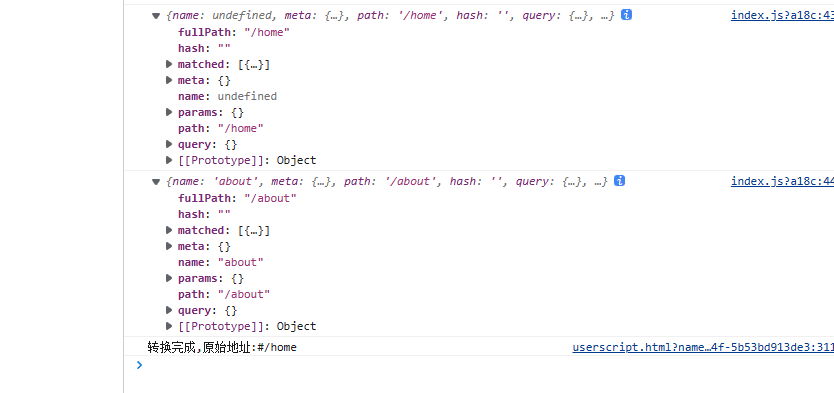 {name: undefined, meta: {…}, path: '/home', hash: '', query: {…}, …} i index.js?a18c:43
fullPath: "/home"
hash: ""
matched: [{…}]
meta: {}
name: undefined
params: {}
path: "/home"
query: {}
[[Prototype]]: Object
{name: 'about', meta: {…}, path: '/about', hash: '', query: {…}, …} i index.js?a18c:44
fullPath: "/about"
hash: ""
matched: [{…}]
meta: {}
name: "about"
params: {}
path: "/about"
query: {}
[[Prototype]]: Object
转换完成,原始地址:#/home userscript.html?name…4f-5b53bd913de3:311